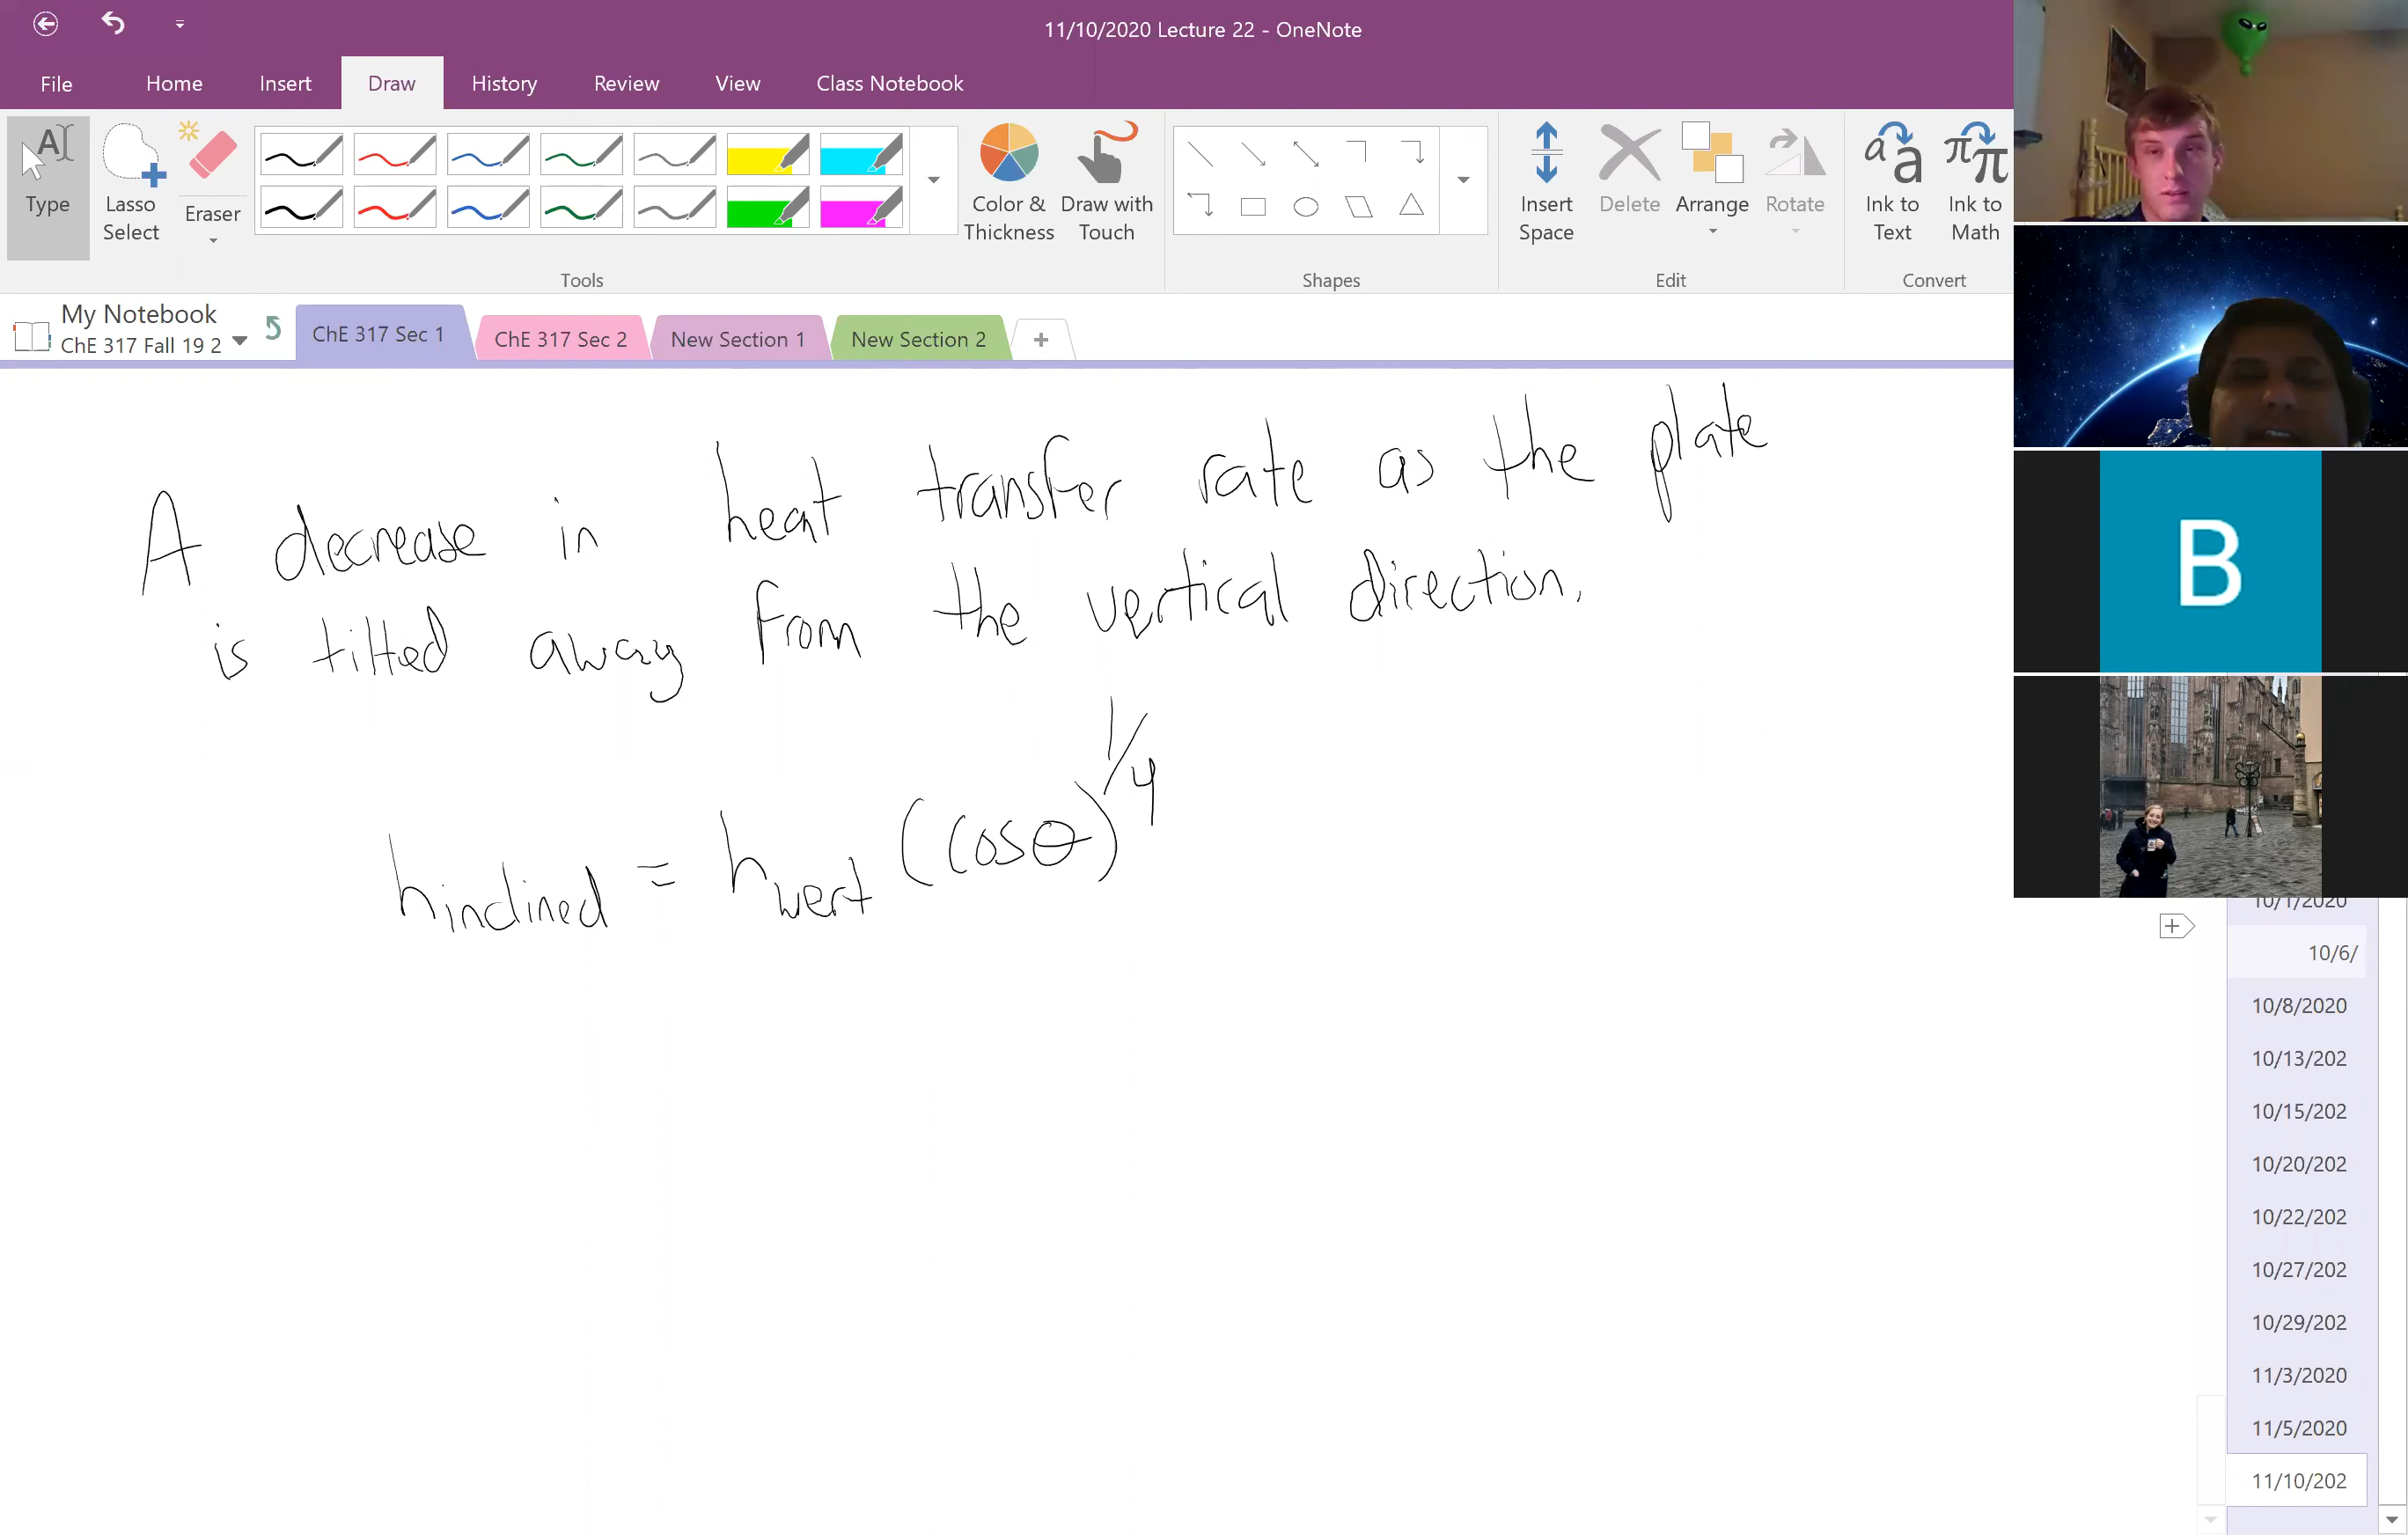 11/10/2020 Lecture 22 - OneNote
File Home Insert Draw History Review View Class Notebook
Type
Lasso Select
Eraser
Color & Thickness
Draw with Touch
Insert Space
Delete
Arrange
Rotate
Ink to Text
Ink to Math
Tools Shapes Edit Convert
My Notebook
ChE 317 Fall 19 2
ChE 317 Sec 1 ChE 317 Sec 2 New Section 1 New Section 2 +
A decrease in heat transfer rate as the plate
is tilted away from the vertical direction.
h_inclined = h_vert (cosθ)^1/4
B
10/1/2020
10/6/
10/8/2020
10/13/202
10/15/202
10/20/202
10/22/202
10/27/202
10/29/202
11/3/2020
11/5/2020
11/10/202